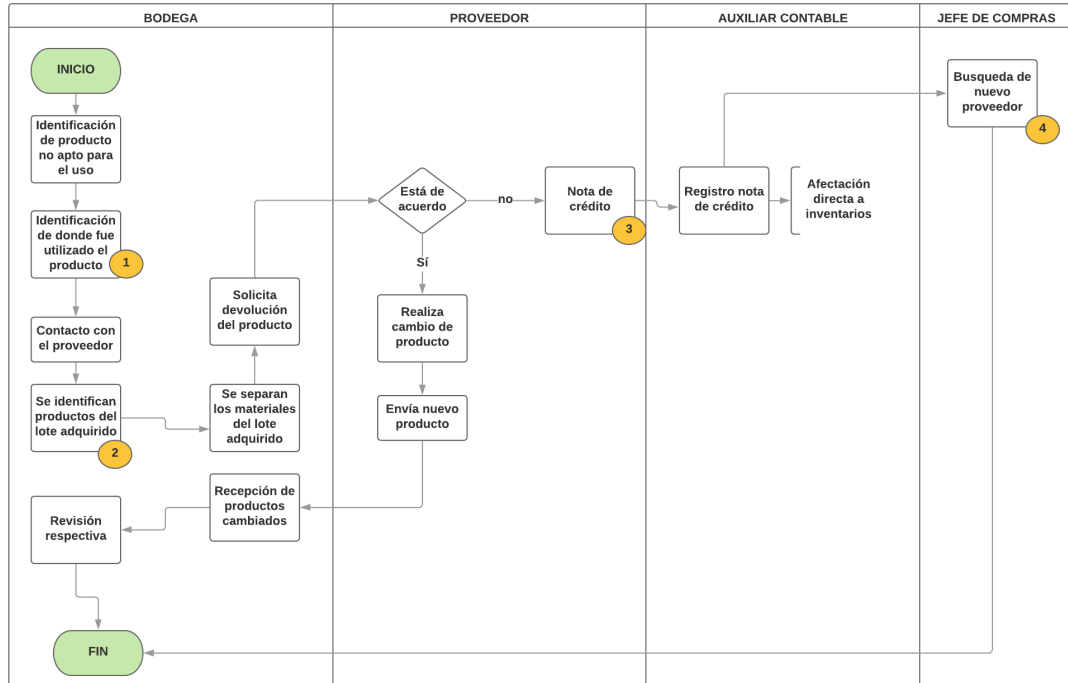 BODEGA
PROVEEDOR
AUXILIAR CONTABLE
JEFE DE COMPRAS
INICIO
Identificación
de producto
no apto para
el uso
Identificación
de donde fue
utilizado el
producto
1
Contacto con
el proveedor
Se identifican
productos del
lote adquirido
2
Se separan
los materiales
del lote
adquirido
Solicita
devolución
del producto
Está de
acuerdo
no
Nota de
crédito
3
Registro nota
de crédito
Afectación
directa a
inventarios
Busqueda de
nuevo
proveedor
4
Sí
Realiza
cambio de
producto
Envía nuevo
producto
Recepción de
productos
cambiados
Revisión
respectiva
FIN